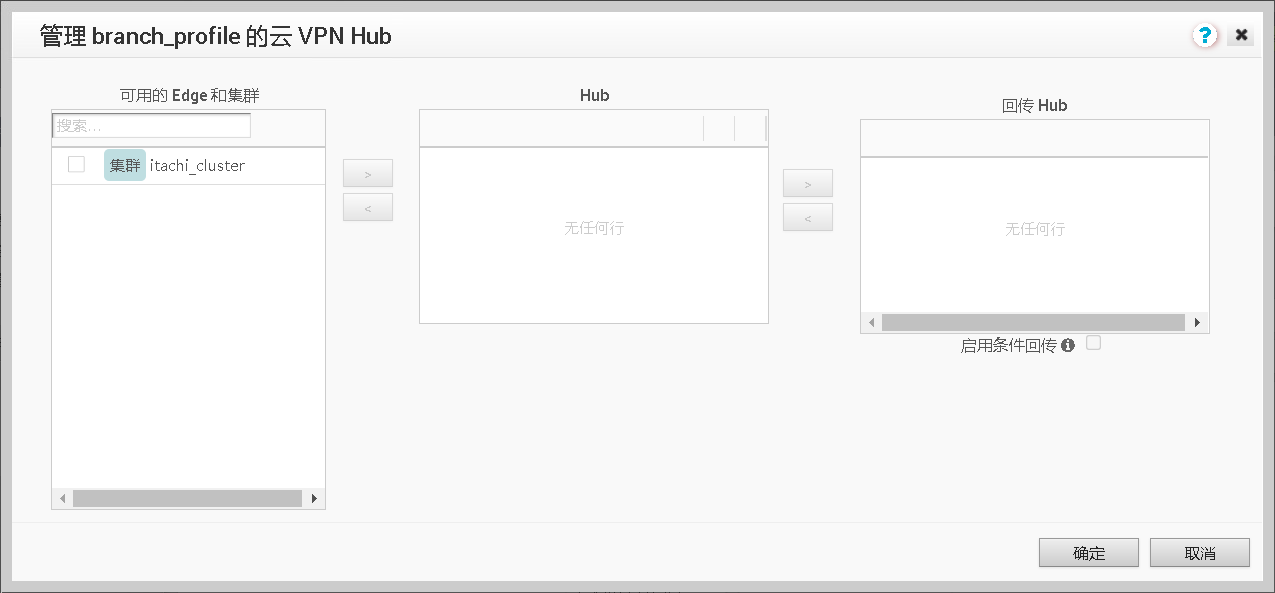 管理 branch_profile 的云 VPN Hub
?
可用的 Edge 和集群
搜索...
集群 itachi_cluster
>
<
Hub
无任何行
>
<
回传 Hub
无任何行
启用条件回传
确定
取消